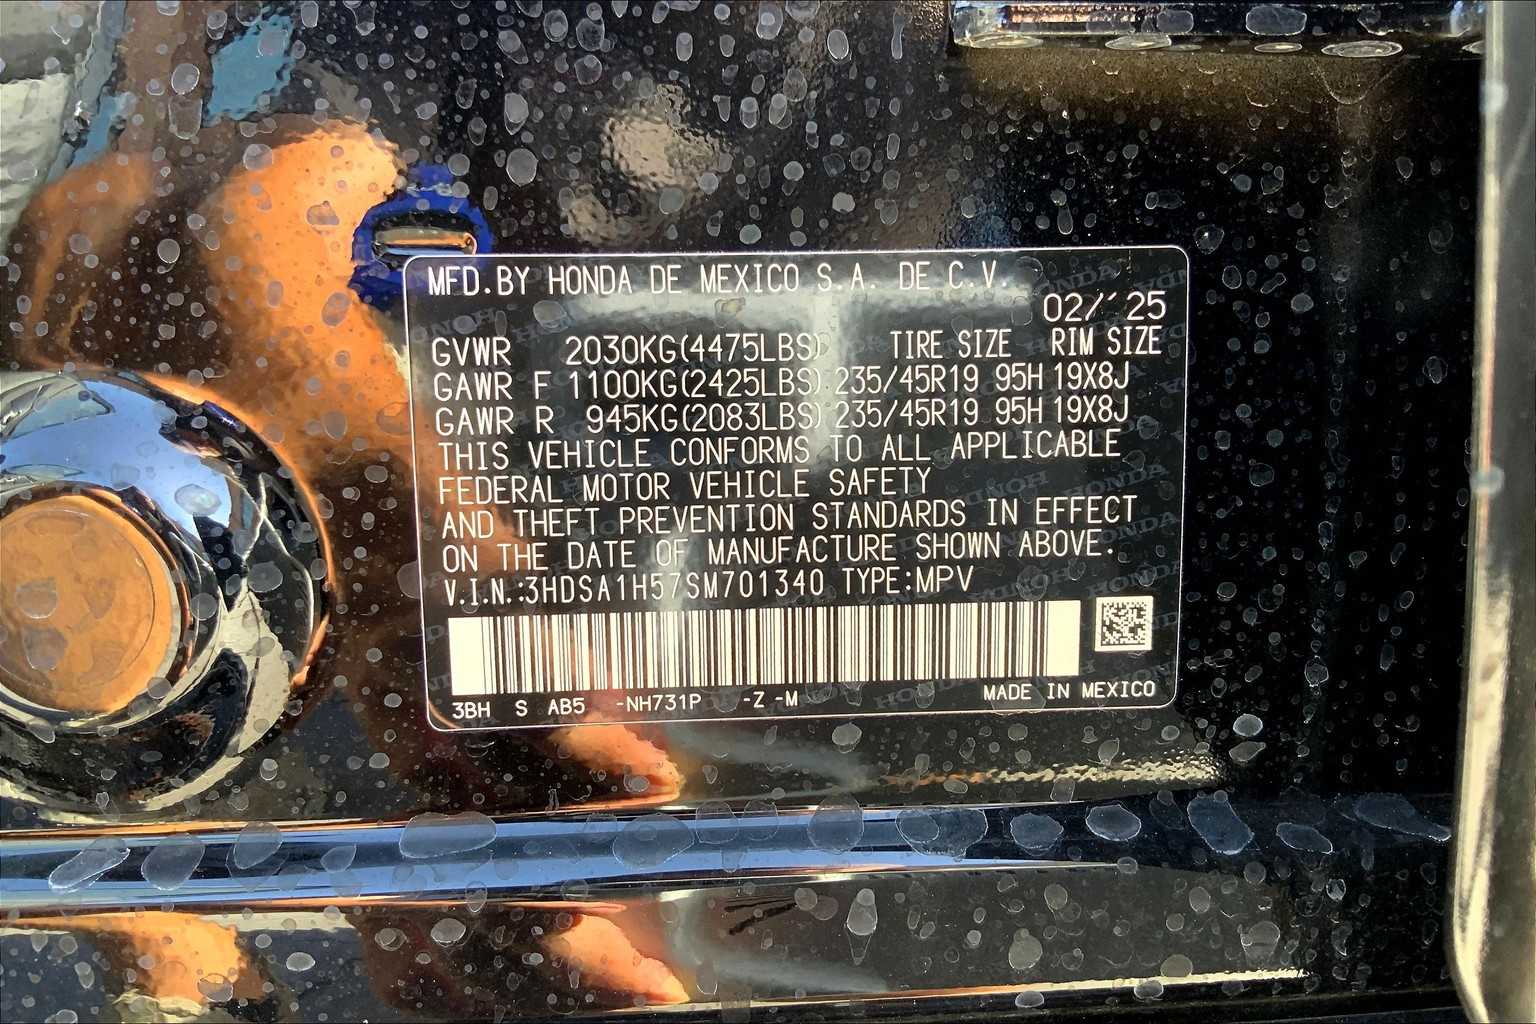 MFD.BY HONDA DE MEXICO S.A. DE C.V.
02/'25
GVWR 2030KG(4475LBS) TIRE SIZE RIM SIZE
GAWR F 1100KG(2425LBS) 235/45R19 95H 19X8J
GAWR R 945KG(2083LBS) 235/45R19 95H 19X8J
THIS VEHICLE CONFORMS TO ALL APPLICABLE
FEDERAL MOTOR VEHICLE SAFETY
AND THEFT PREVENTION STANDARDS IN EFFECT
ON THE DATE OF MANUFACTURE SHOWN ABOVE.
V.I.N.:3HDSA1H57SM701340 TYPE:MPV
3BH S AB5 -NH731P -Z -M MADE IN MEXICO